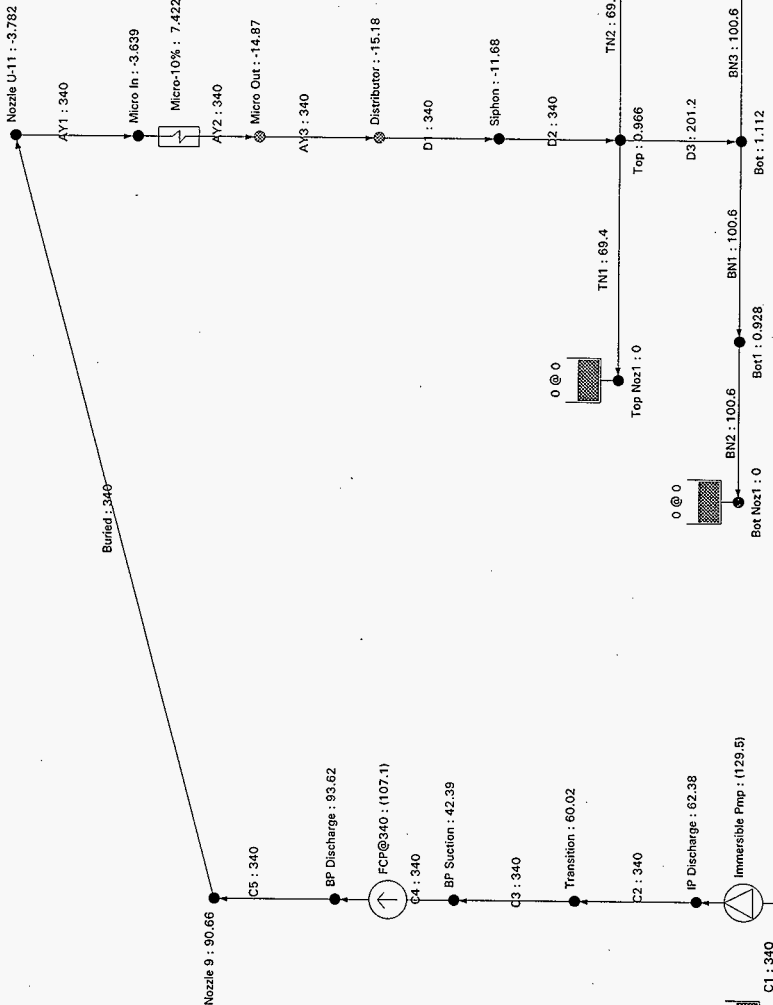 Nozzle U-11 : -3.782
AY1 : 340
Micro In : -3.639
Micro-10% : 7.422
AY2 : 340
Micro Out : -14.87
AY3 : 340
Distributor : -15.18
D1 : 340
Siphon : -11.68
D2 : 340
TN2 : 69.
Top : 0.966
D3 : 201.2
BN3 : 100.6
Bot : 1.112
TN1 : 69.4
BN1 : 100.6
0 @ 0
Top Noz1 : 0
Bot1 : 0.928
BN2 : 100.6
0 @ 0
Bot Noz1 : 0
Buried : 340
Nozzle 9 : 90.66
C5 : 340
BP Discharge : 93.62
FCP@340 : (107.1)
C4 : 340
BP Suction : 42.39
C3 : 340
Transition : 60.02
C2 : 340
IP Discharge : 62.38
Immersible Pmp : (129.5)
C1 : 340